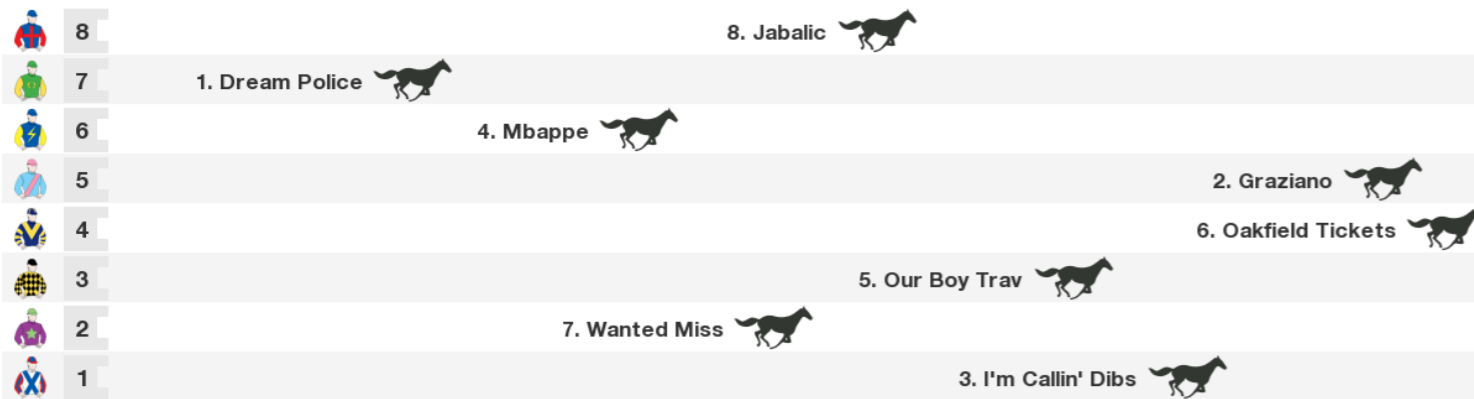 8 8. Jabalic
7 1. Dream Police
6 4. Mbappe
5 2. Graziano
4 6. Oakfield Tickets
3 5. Our Boy Trav
2 7. Wanted Miss
1 3. I'm Callin' Dibs